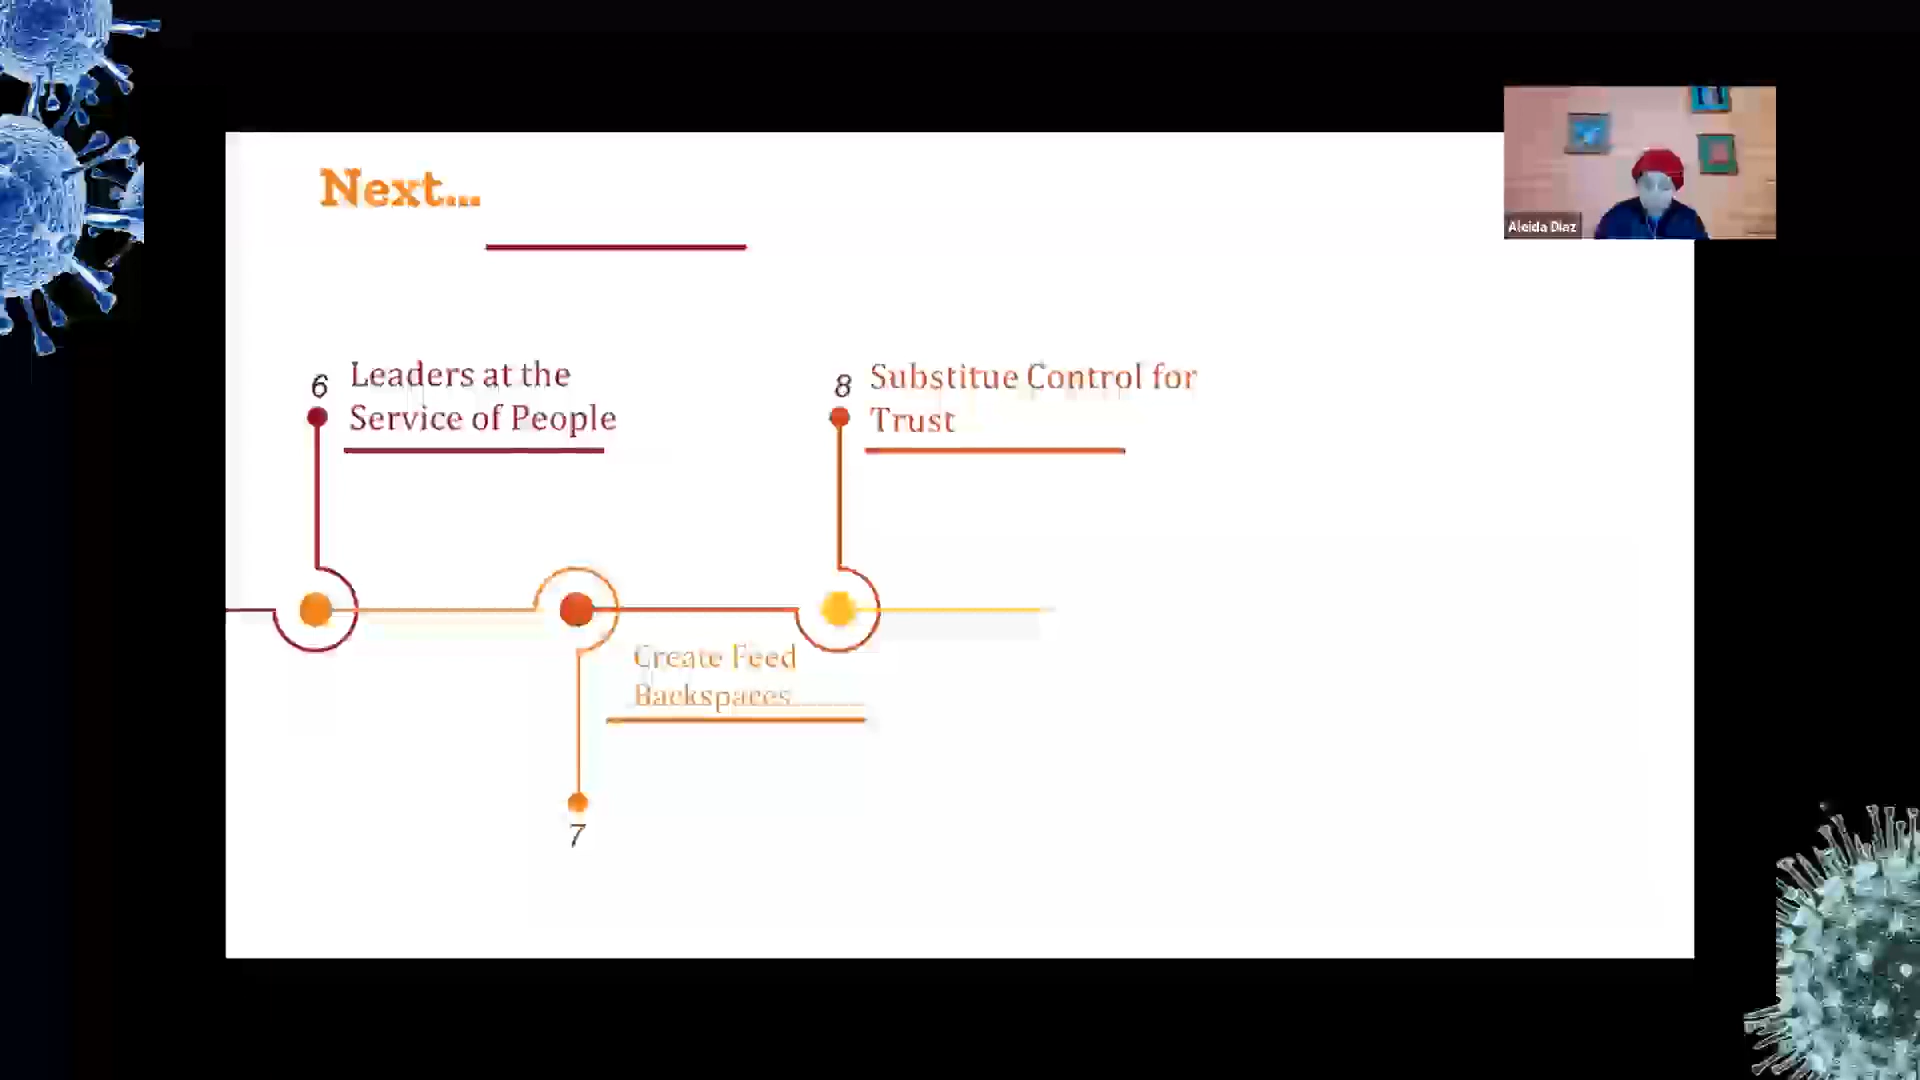 Next...
6
Leaders at the
Service of People
8
Substitue Control for
Trust
Create Feed
Backspaces
7
Aleida Diaz